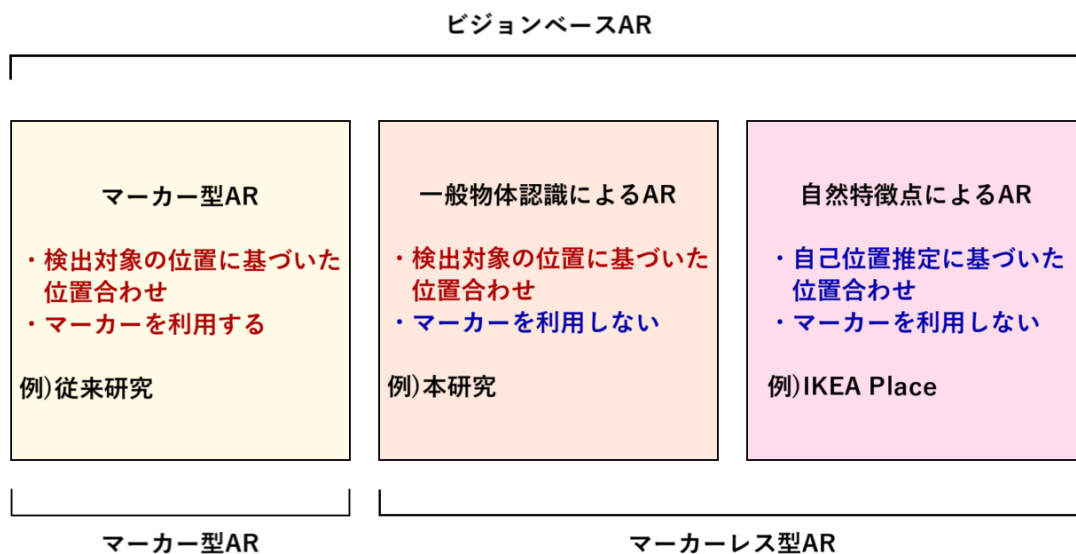 ビジョンベースAR
マーカー型AR
・検出対象の位置に基づいた
位置合わせ
・マーカーを利用する
例)従来研究
一般物体認識によるAR
・検出対象の位置に基づいた
位置合わせ
・マーカーを利用しない
例)本研究
自然特徴点によるAR
・自己位置推定に基づいた
位置合わせ
・マーカーを利用しない
例)IKEA Place
マーカー型AR
マーカーレス型AR